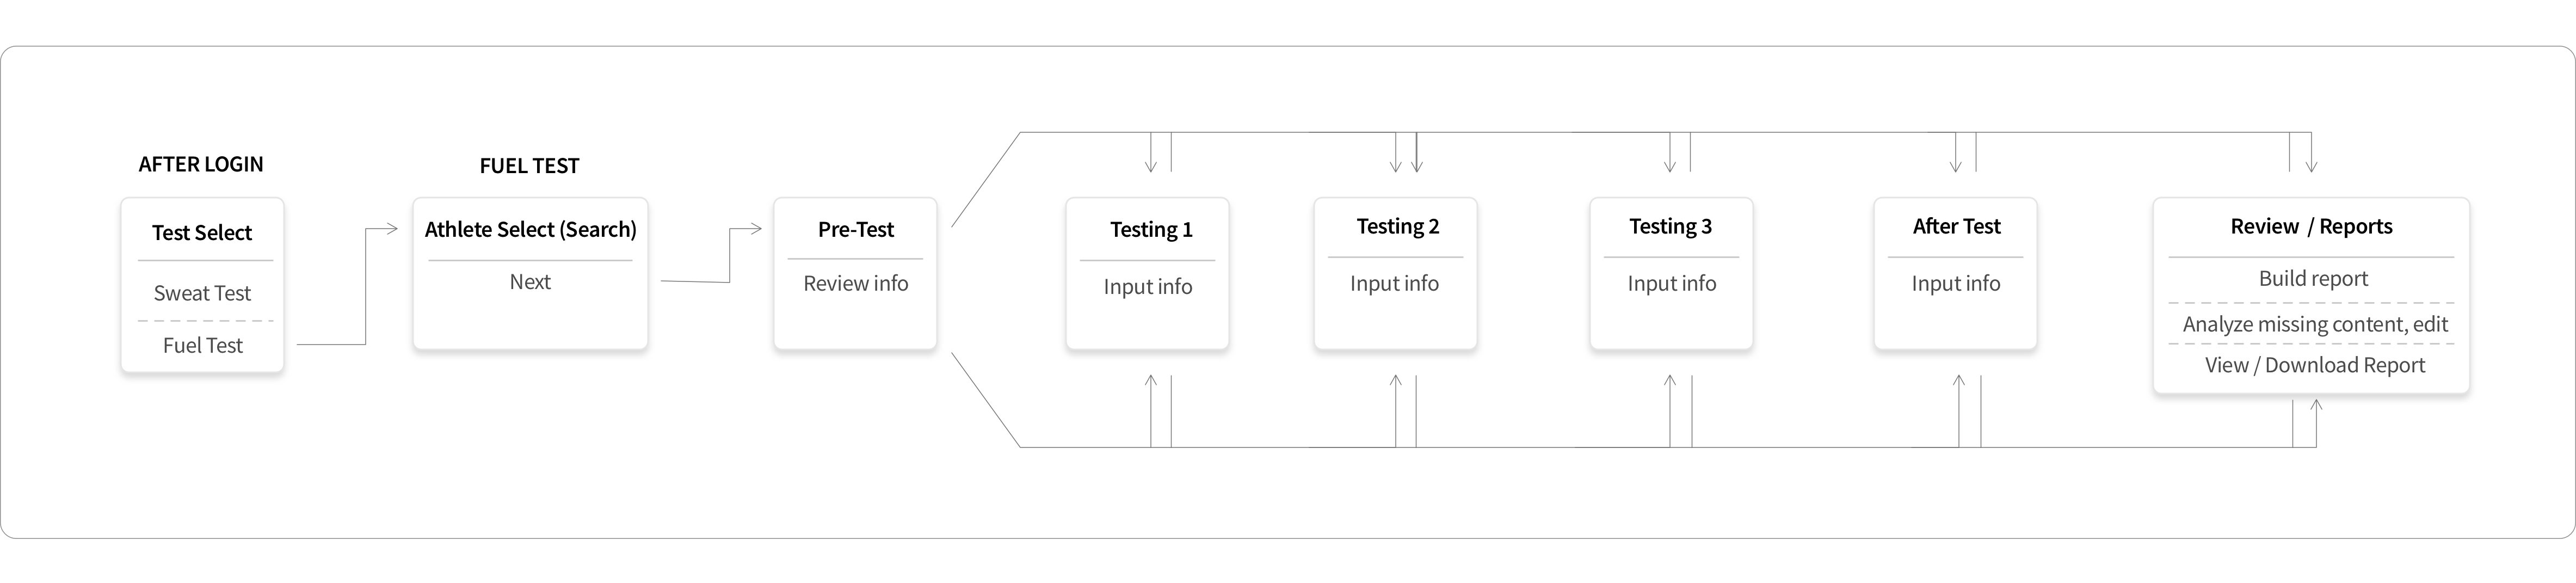 AFTER LOGIN
Test Select
Sweat Test
Fuel Test
FUEL TEST
Athlete Select (Search)
Next
Pre-Test
Review info
Testing 1
Input info
Testing 2
Input info
Testing 3
Input info
After Test
Input info
Review / Reports
Build report
Analyze missing content, edit
View / Download Report